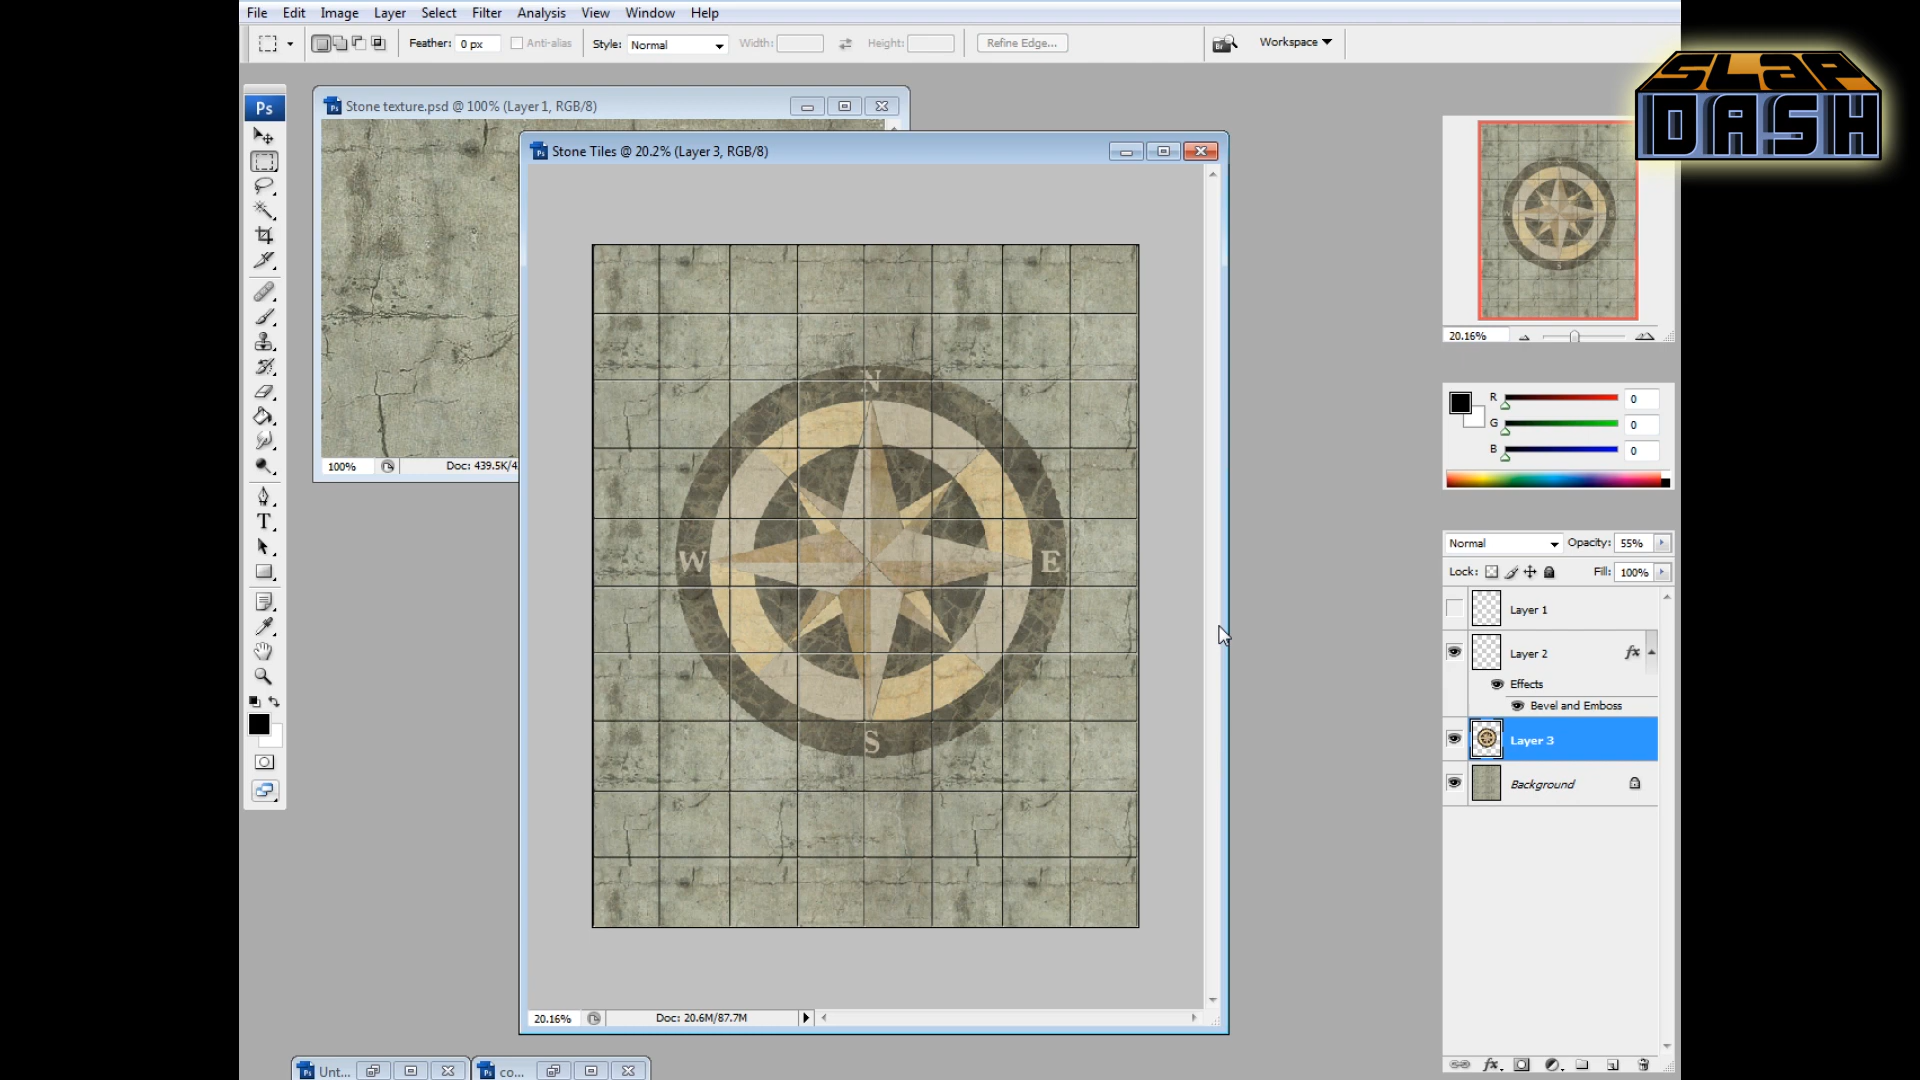 File Edit Image Layer Select Filter Analysis View Window Help
Feather: 0 px Anti-alias Style: Normal Width: Height: Refine Edge... Br Workspace
SLaP
DASH
Ps
Stone texture.psd @ 100% (Layer 1, RGB/8)
Stone Tiles @ 20.2% (Layer 3, RGB/8)
N
W E
S
100% Doc: 439.5K/4
20.16% Doc: 20.6M/87.7M
20.16%
R 0
G 0
B 0
Normal Opacity: 55%
Lock: Fill: 100%
Layer 1
Layer 2 fx
Effects
Bevel and Emboss
Layer 3
Background
T
fx
Unt...
co...